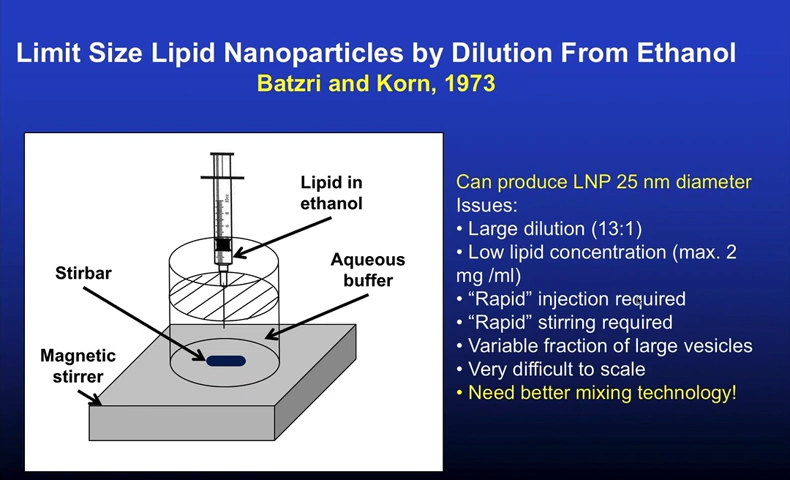 Limit Size Lipid Nanoparticles by Dilution From Ethanol
Batzri and Korn, 1973
Lipid in
ethanol
Stirbar
Aqueous
buffer
Magnetic
stirrer
Can produce LNP 25 nm diameter
Issues:
• Large dilution (13:1)
• Low lipid concentration (max. 2
mg /ml)
• “Rapid” injection required
• “Rapid” stirring required
• Variable fraction of large vesicles
• Very difficult to scale
• Need better mixing technology!